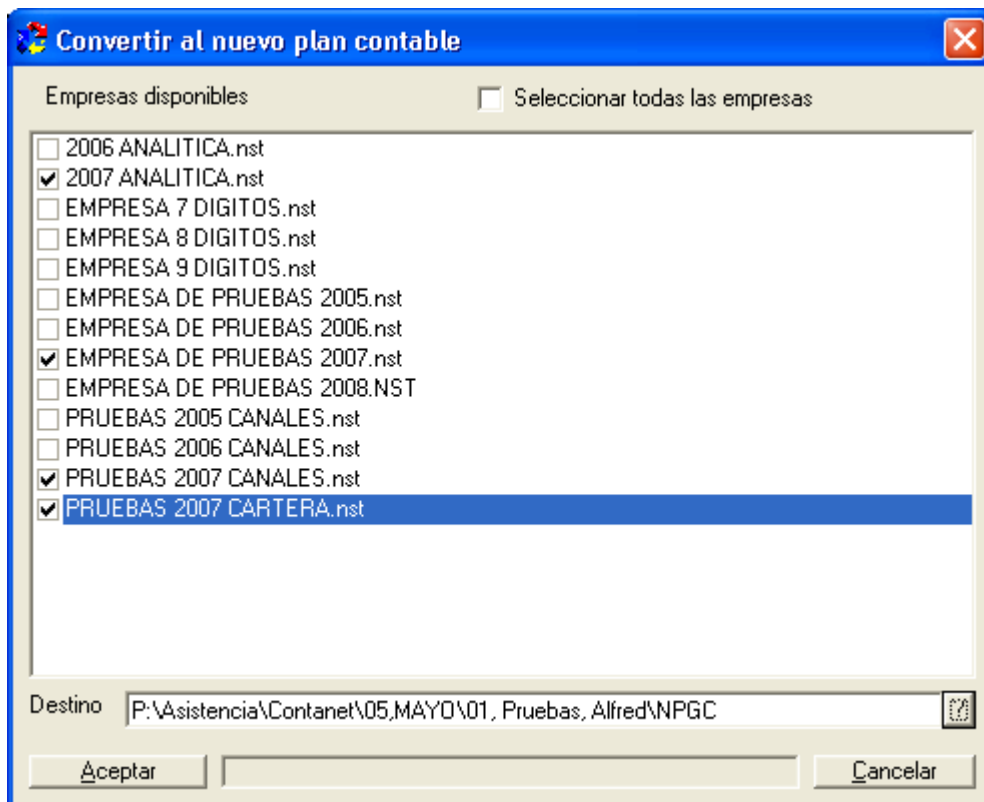 Convertir al nuevo plan contable
Empresas disponibles
Seleccionar todas las empresas
2006 ANALITICA.nst
2007 ANALITICA.nst
EMPRESA 7 DIGITOS.nst
EMPRESA 8 DIGITOS.nst
EMPRESA 9 DIGITOS.nst
EMPRESA DE PRUEBAS 2005.nst
EMPRESA DE PRUEBAS 2006.nst
EMPRESA DE PRUEBAS 2007.nst
EMPRESA DE PRUEBAS 2008.NST
PRUEBAS 2005 CANALES.nst
PRUEBAS 2006 CANALES.nst
PRUEBAS 2007 CANALES.nst
PRUEBAS 2007 CARTERA.nst
Destino P:\Asistencia\Contanet\05,MAYO\01, Pruebas, Alfred\NPGC
Aceptar
Cancelar